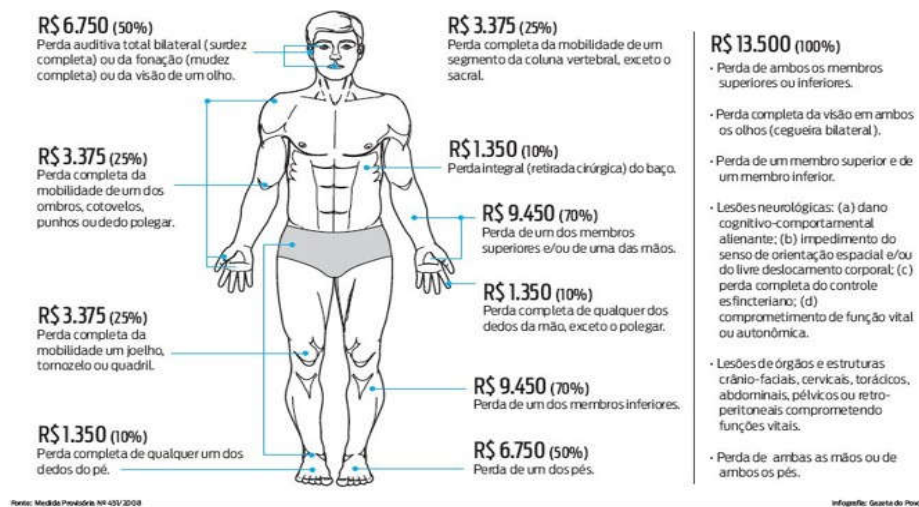 R$ 6.750 (50%)
Perda auditiva total bilateral (surdez
completa) ou da fonação (mudez
completa) ou da visão de um olho.
R$ 3.375 (25%)
Perda completa da
mobilidade de um dos
ombros, cotovelos,
punhos ou dedo polegar.
R$ 3.375 (25%)
Perda completa da
mobilidade um joelho,
tornozelo ou quadril.
R$ 1.350 (10%)
Perda completa de qualquer um dos
dedos do pé.
R$ 3.375 (25%)
Perda completa da mobilidade de um
segmento da coluna vertebral, exceto o
sacral.
R$ 1.350 (10%)
Perda integral (retirada cirúrgica) do baço.
R$ 9.450 (70%)
Perda de um dos membros
superiores e/ou de uma das mãos.
R$ 1.350 (10%)
Perda completa de qualquer dos
dedos da mão, exceto o polegar.
R$ 9.450 (70%)
Perda de um dos membros inferiores.
R$ 6.750 (50%)
Perda de um dos pés.
R$ 13.500 (100%)
• Perda de ambos os membros
superiores ou inferiores.
• Perda completa da visão em ambos
os olhos (cegueira bilateral).
• Perda de um membro superior e de
um membro inferior.
• Lesões neurológicas: (a) dano
cognitivo-comportamental
alienante; (b) impedimento do
senso de orientação espacial e/ou
do livre deslocamento corporal; (c)
perda completa do controle
esfincteriano; (d)
comprometimento de função vital
ou autonômica.
• Lesões de órgãos e estruturas
crânio-faciais, cervicais, torácicos,
abdominais, pélvicos ou retro-
peritoneais comprometendo
funções vitais.
• Perda de ambas as mãos ou de
ambos os pés.
Fonte: Medida Provisória Nº 451/2008
Infografia: Gazeta do Povo